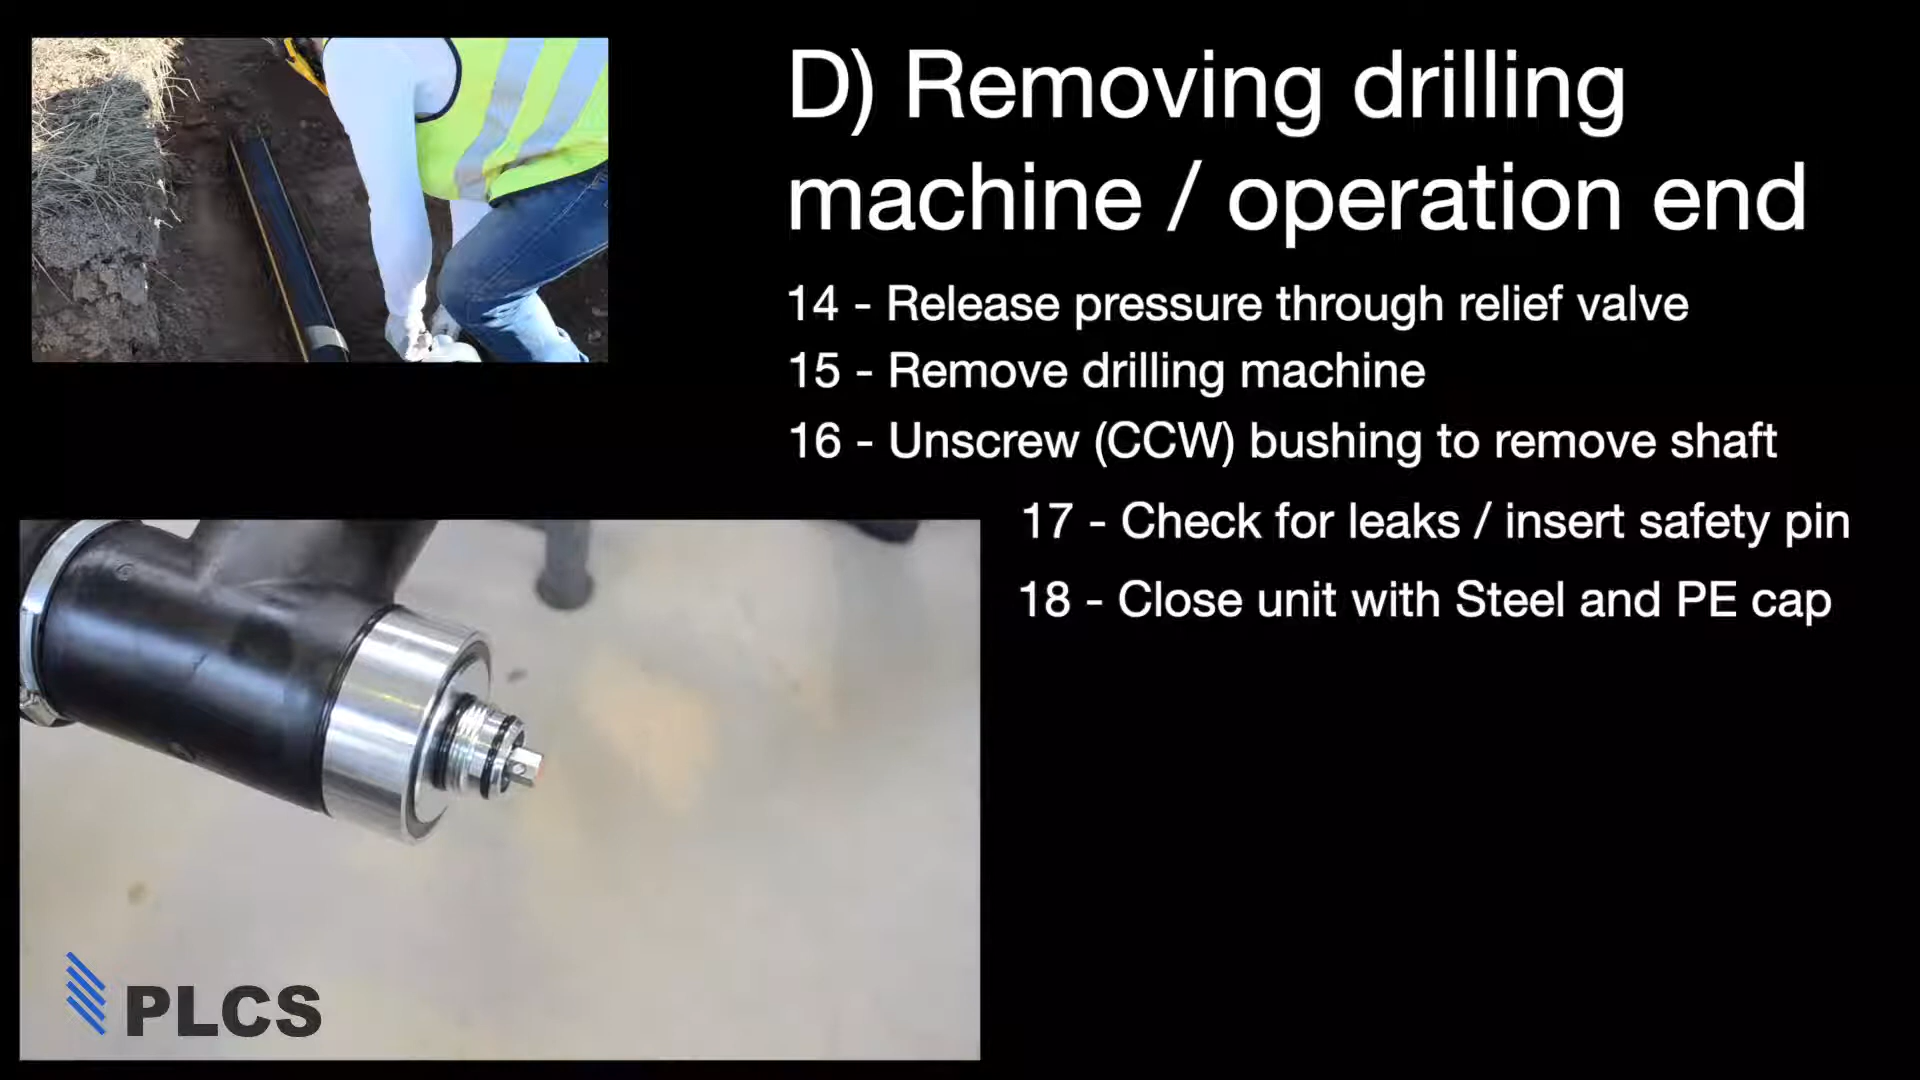 D) Removing drilling
machine / operation end
14 - Release pressure through relief valve
15 - Remove drilling machine
16 - Unscrew (CCW) bushing to remove shaft
17 - Check for leaks / insert safety pin
18 - Close unit with Steel and PE cap
PLCS